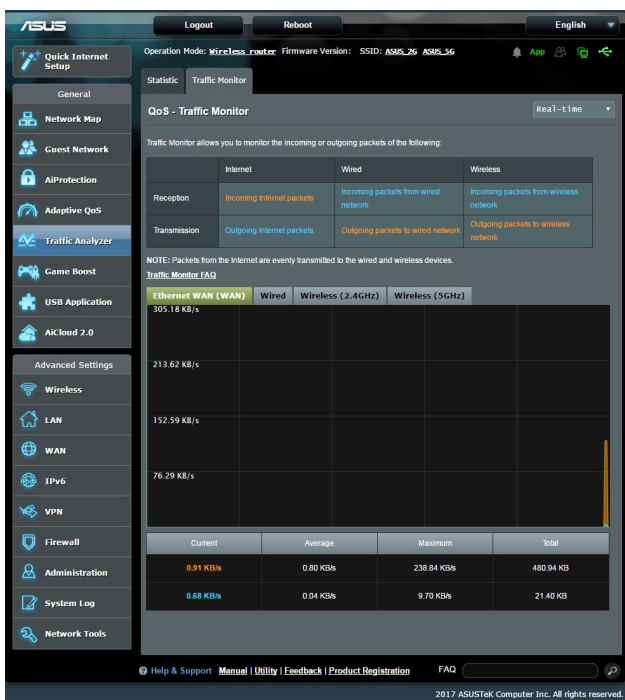 ASUS
Logout
Reboot
English
Quick Internet
Setup
General
Network Map
Guest Network
AiProtection
Adaptive QoS
Traffic Analyzer
Game Boost
USB Application
AiCloud 2.0
Advanced Settings
Wireless
LAN
WAN
IPv6
VPN
Firewall
Administration
System Log
Network Tools
Operation Mode: Wireless router Firmware Version: SSID: ASUS_2G ASUS_5G
App
Statistic Traffic Monitor
QoS - Traffic Monitor
Real-time
Traffic Monitor allows you to monitor the incoming or outgoing packets of the following:
Internet Wired Wireless
Reception Incoming Internet packets Incoming packets from wired network Incoming packets from wireless network
Transmission Outgoing Internet packets Outgoing packets to wired network Outgoing packets to wireless network
NOTE: Packets from the Internet are evenly transmitted to the wired and wireless devices.
Traffic Monitor FAQ
Ethernet WAN (WAN) Wired Wireless (2.4GHz) Wireless (5GHz)
305.18 KB/s
213.62 KB/s
152.59 KB/s
76.29 KB/s
Current Average Maximum Total
0.91 KB/s 0.80 KB/s 238.84 KB/s 480.94 KB
0.68 KB/s 0.04 KB/s 9.70 KB/s 21.40 KB
Help & Support Manual | Utility | Feedback | Product Registration FAQ
2017 ASUSTeK Computer Inc. All rights reserved.